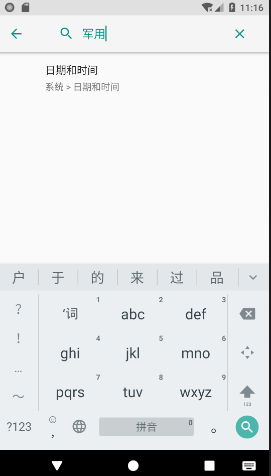 11:16
军用
日期和时间
系统 > 日期和时间
户 于 的 来 过 品
? '词 1 abc 2 def 3
! ghi 4 jkl 5 mno 6
... pqrs 7 tuv 8 wxyz 9
～ 123
?123 , 拼音 0 。